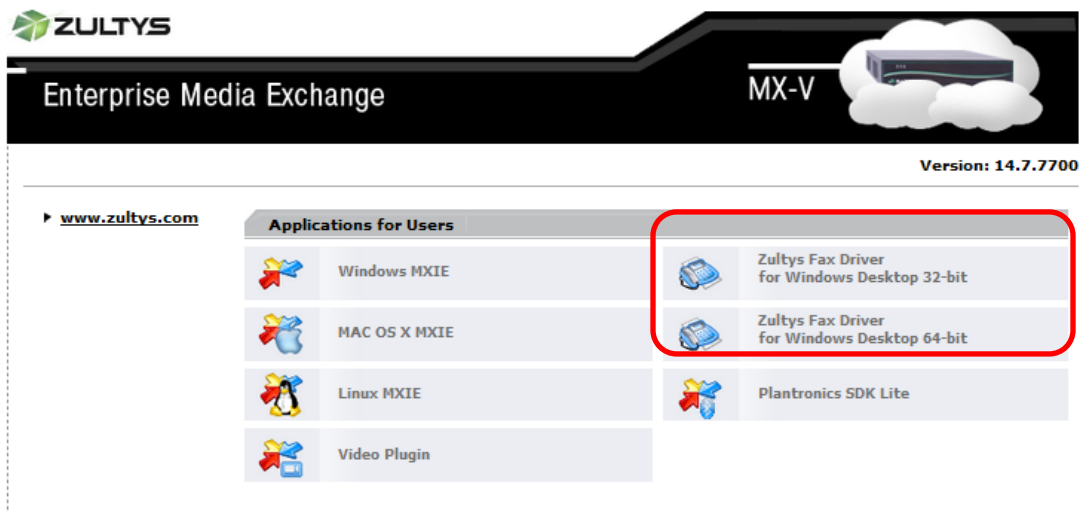 ZULTYS
Enterprise Media Exchange
MX-V
Version: 14.7.7700
www.zultys.com
Applications for Users
Windows MXIE
Zultys Fax Driver
for Windows Desktop 32-bit
MAC OS X MXIE
Zultys Fax Driver
for Windows Desktop 64-bit
Linux MXIE
Plantronics SDK Lite
Video Plugin